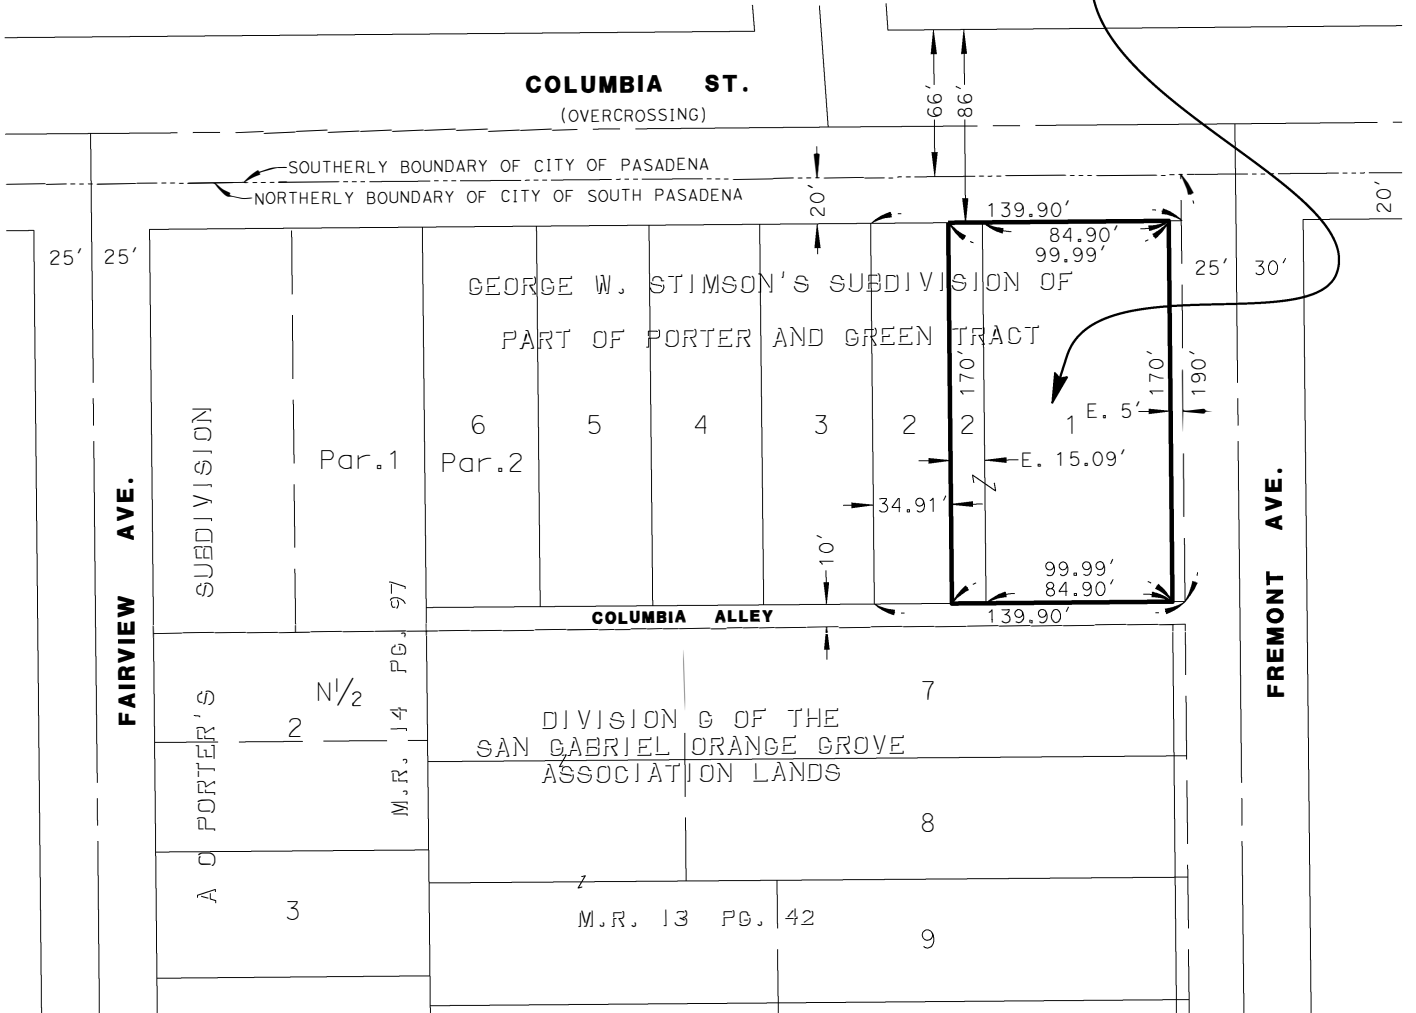 COLUMBIA ST.
(OVERCROSSING)
66'
86'
SOUTHERLY BOUNDARY OF CITY OF PASADENA
NORTHERLY BOUNDARY OF CITY OF SOUTH PASADENA
20'
20'
139.90'
84.90'
99.99'
25'
25'
25'
30'
GEORGE W. STIMSON'S SUBDIVISION OF
PART OF PORTER AND GREEN TRACT
170'
170'
190'
6
5
4
3
2
2
1
E. 5'
Par.1
Par.2
E. 15.09'
34.91'
10'
99.99'
84.90'
139.90'
COLUMBIA ALLEY
FAIRVIEW AVE.
FREMONT AVE.
A O PORTER'S SUBDIVISION
M.R. 14 PG. 97
N1/2
2
3
7
DIVISION G OF THE
SAN GABRIEL ORANGE GROVE
ASSOCIATION LANDS
8
M.R. 13 PG. 42
9